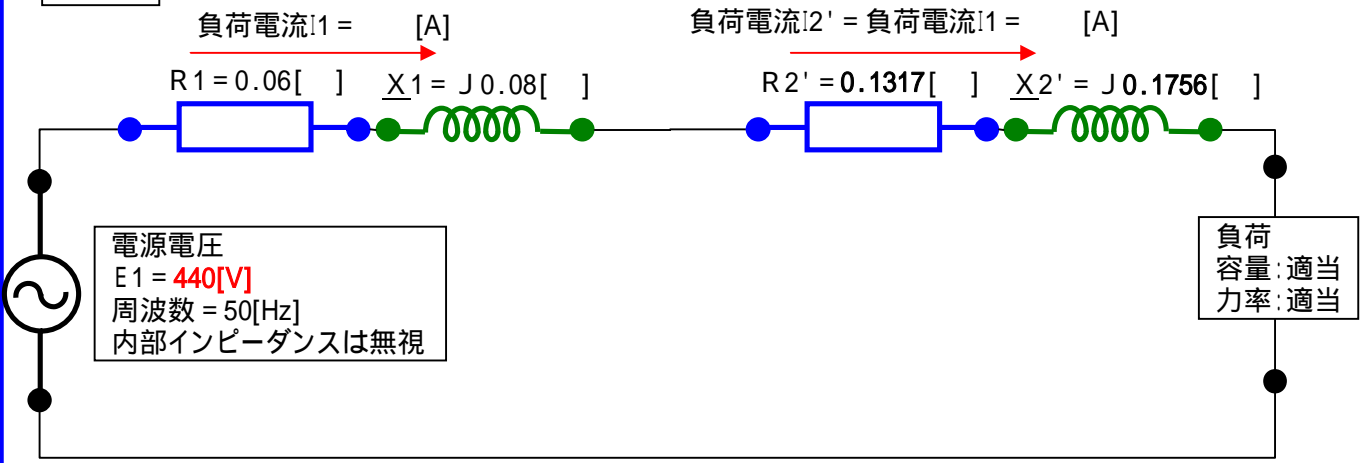 負荷電流I1 = [A]
負荷電流I2' = 負荷電流I1 = [A]
R1 = 0.06[ ]
X1 = J0.08[ ]
R2' = 0.1317[ ]
X2' = J0.1756[ ]
電源電圧
E1 = 440[V]
周波数 = 50[Hz]
内部インピーダンスは無視
負荷
容量:適当
力率:適当